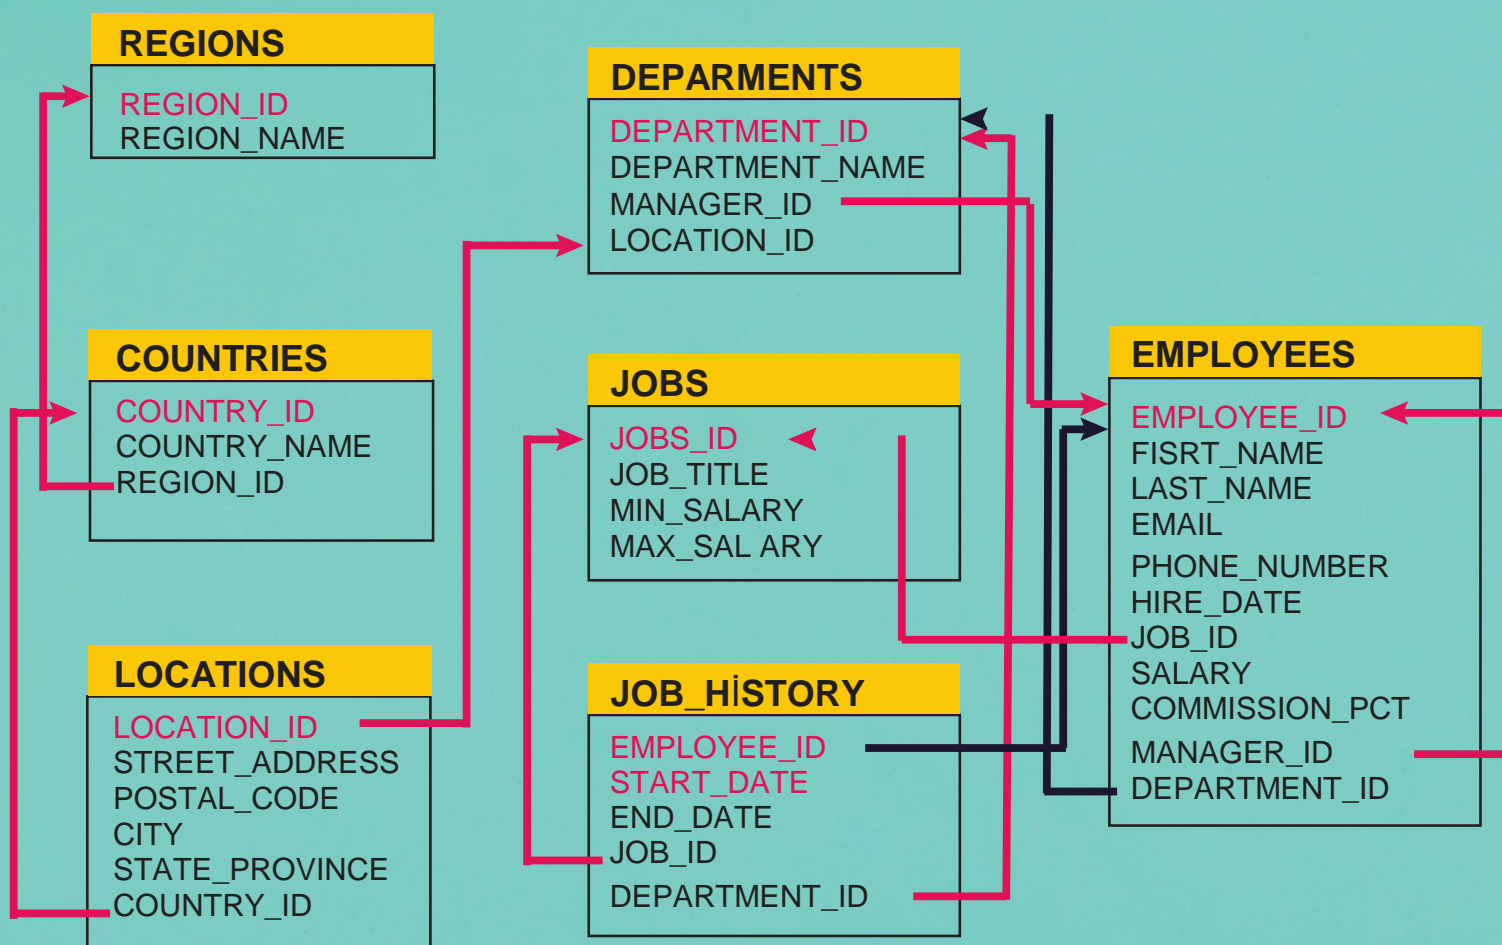 REGIONS
REGION_ID
REGION_NAME
COUNTRIES
COUNTRY_ID
COUNTRY_NAME
REGION_ID
LOCATIONS
LOCATION_ID
STREET_ADDRESS
POSTAL_CODE
CITY
STATE_PROVINCE
COUNTRY_ID
DEPARMENTS
DEPARTMENT_ID
DEPARTMENT_NAME
MANAGER_ID
LOCATION_ID
JOBS
JOBS_ID
JOB_TITLE
MIN_SALARY
MAX_SAL ARY
JOB_HİSTORY
EMPLOYEE_ID
START_DATE
END_DATE
JOB_ID
DEPARTMENT_ID
EMPLOYEES
EMPLOYEE_ID
FISRT_NAME
LAST_NAME
EMAIL
PHONE_NUMBER
HIRE_DATE
JOB_ID
SALARY
COMMISSION_PCT
MANAGER_ID
DEPARTMENT_ID